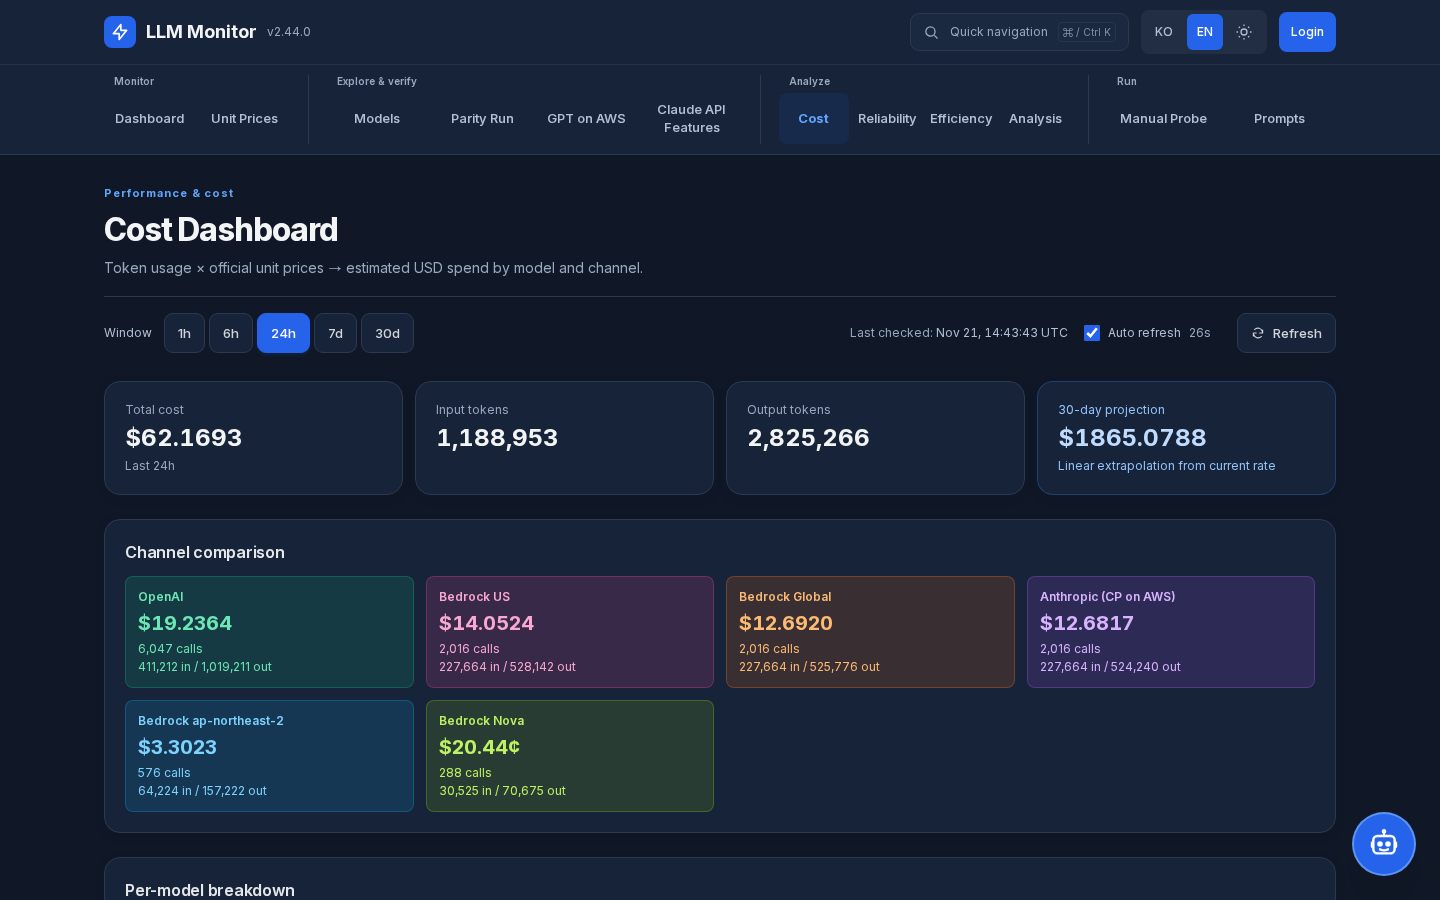 LLM Monitor v2.44.0
Quick navigation ⌘ / Ctrl K
KO EN
Login
Monitor
Dashboard Unit Prices
Explore & verify
Models Parity Run GPT on AWS Claude API Features
Analyze
Cost Reliability Efficiency Analysis
Run
Manual Probe Prompts
Performance & cost
Cost Dashboard
Token usage × official unit prices → estimated USD spend by model and channel.
Window 1h 6h 24h 7d 30d
Last checked: Nov 21, 14:43:43 UTC Auto refresh 26s Refresh
Total cost
$62.1693
Last 24h
Input tokens
1,188,953
Output tokens
2,825,266
30-day projection
$1865.0788
Linear extrapolation from current rate
Channel comparison
OpenAI
$19.2364
6,047 calls
411,212 in / 1,019,211 out
Bedrock US
$14.0524
2,016 calls
227,664 in / 528,142 out
Bedrock Global
$12.6920
2,016 calls
227,664 in / 525,776 out
Anthropic (CP on AWS)
$12.6817
2,016 calls
227,664 in / 524,240 out
Bedrock ap-northeast-2
$3.3023
576 calls
64,224 in / 157,222 out
Bedrock Nova
$20.44¢
288 calls
30,525 in / 70,675 out
Per-model breakdown